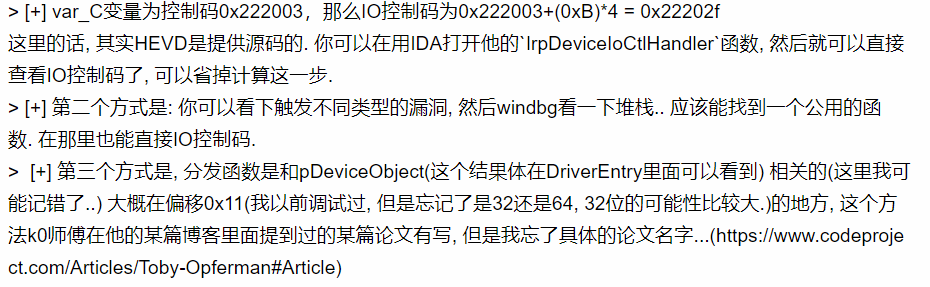 > [+] var_C变量为控制码0x222003，那么IO控制码为0x222003+(0xB)*4 = 0x22202f
这里的话, 其实HEVD是提供源码的. 你可以在用IDA打开他的`IrpDeviceIoCtlHandler`函数, 然后就可以直接
查看IO控制码了, 可以省掉计算这一步.
> [+] 第二个方式是: 你可以看下触发不同类型的漏洞, 然后windbg看一下堆栈.. 应该能找到一个公用的函
数. 在那里也能直接IO控制码.
>  [+] 第三个方式是, 分发函数是和pDeviceObject(这个结果体在DriverEntry里面可以看到) 相关的(这里我可
能记错了..) 大概在偏移0x11(我以前调试过, 但是忘记了是32还是64, 32位的可能性比较大.)的地方, 这个方
法k0师傅在他的某篇博客里面提到过的某篇论文有写, 但是我忘了具体的论文名字...(https://www.codeproje
ct.com/Articles/Toby-Opferman#Article)